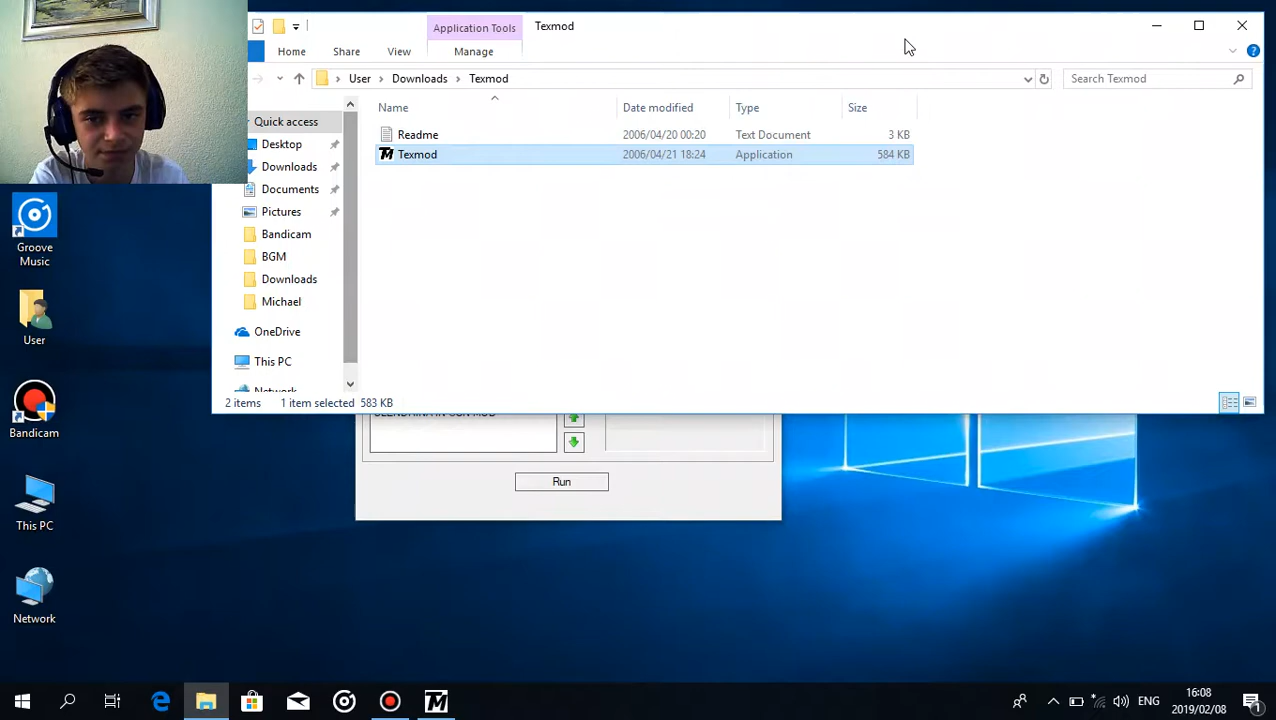 Application Tools Texmod
Home Share View Manage
User Downloads Texmod Search Texmod
Name Date modified Type Size
Quick access
Readme 2006/04/20 00:20 Text Document 3 KB
Texmod 2006/04/21 18:24 Application 584 KB
Desktop
Downloads
Documents
Pictures
Bandicam
BGM
Downloads
Michael
OneDrive
This PC
Network
2 items 1 item selected 583 KB
Run
Groove
Music
User
Bandicam
This PC
Network
ENG
16:08
2019/02/08
1